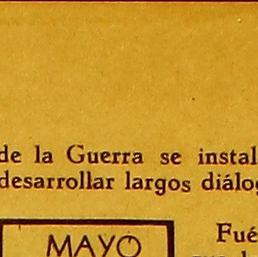 de la Guerra se instal
desarrollar largos diálog
MAYO
Fué